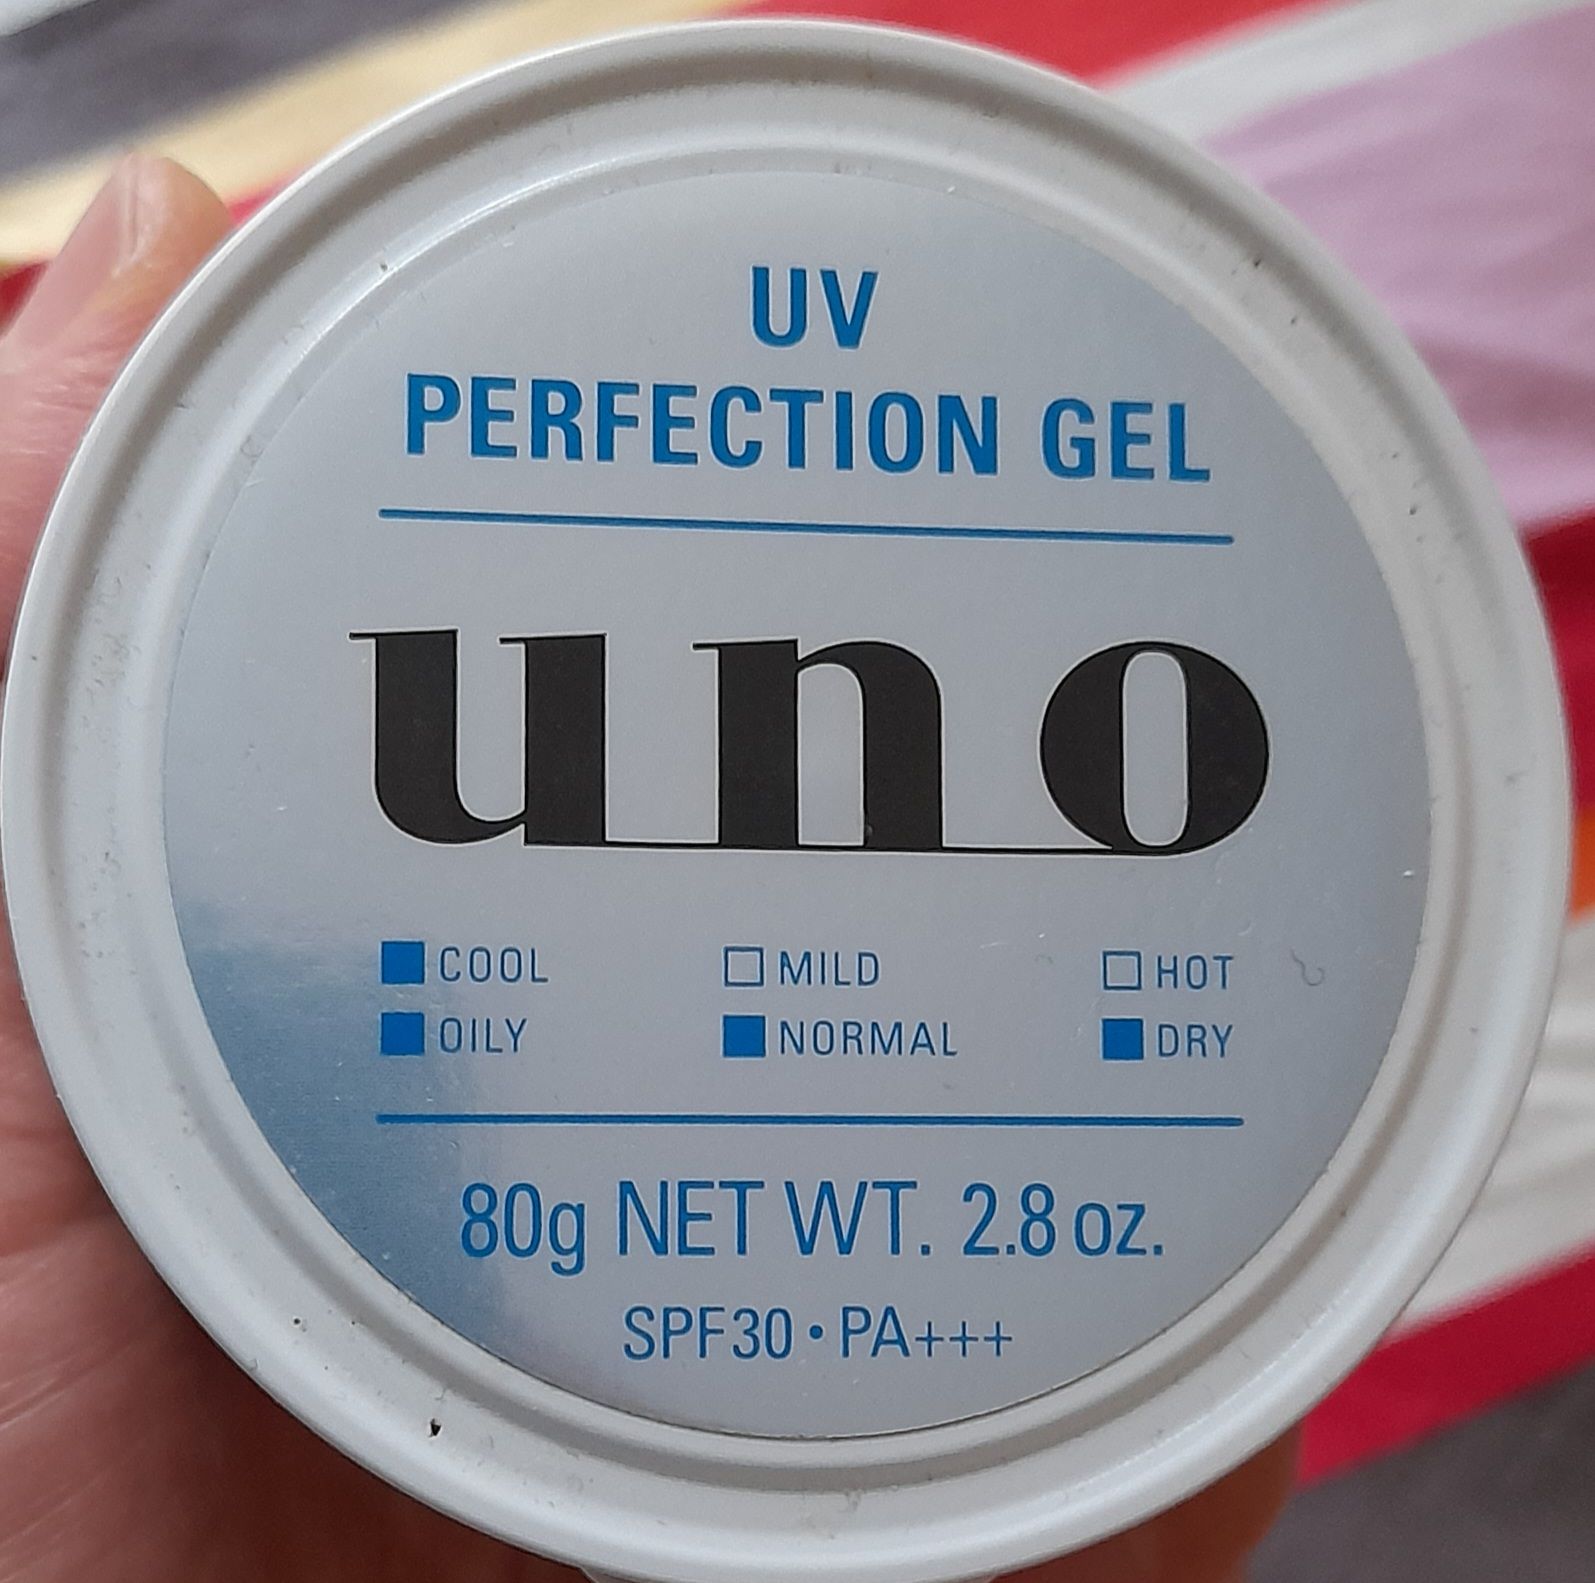 UV
PERFECTION GEL
uno
COOL MILD HOT
OILY NORMAL DRY
80g NET WT. 2.8 oz.
SPF30・PA+++